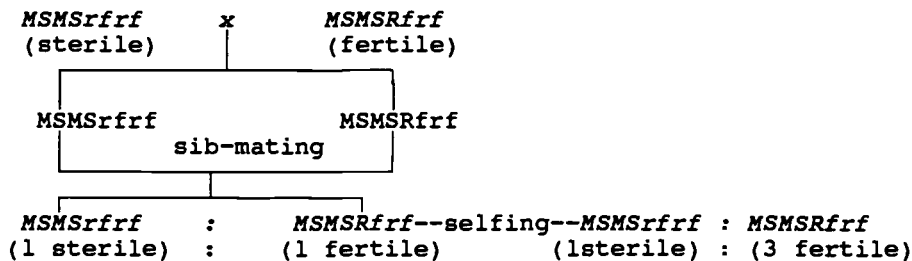 MSMSrfrf x MSMSRfrf
(sterile) (fertile)
MSMSrfrf MSMSRfrf
sib-mating
MSMSrfrf : MSMSRfrf--selfing--MSMSrfrf : MSMSRfrf
(1 sterile) : (1 fertile) (1sterile) : (3 fertile)